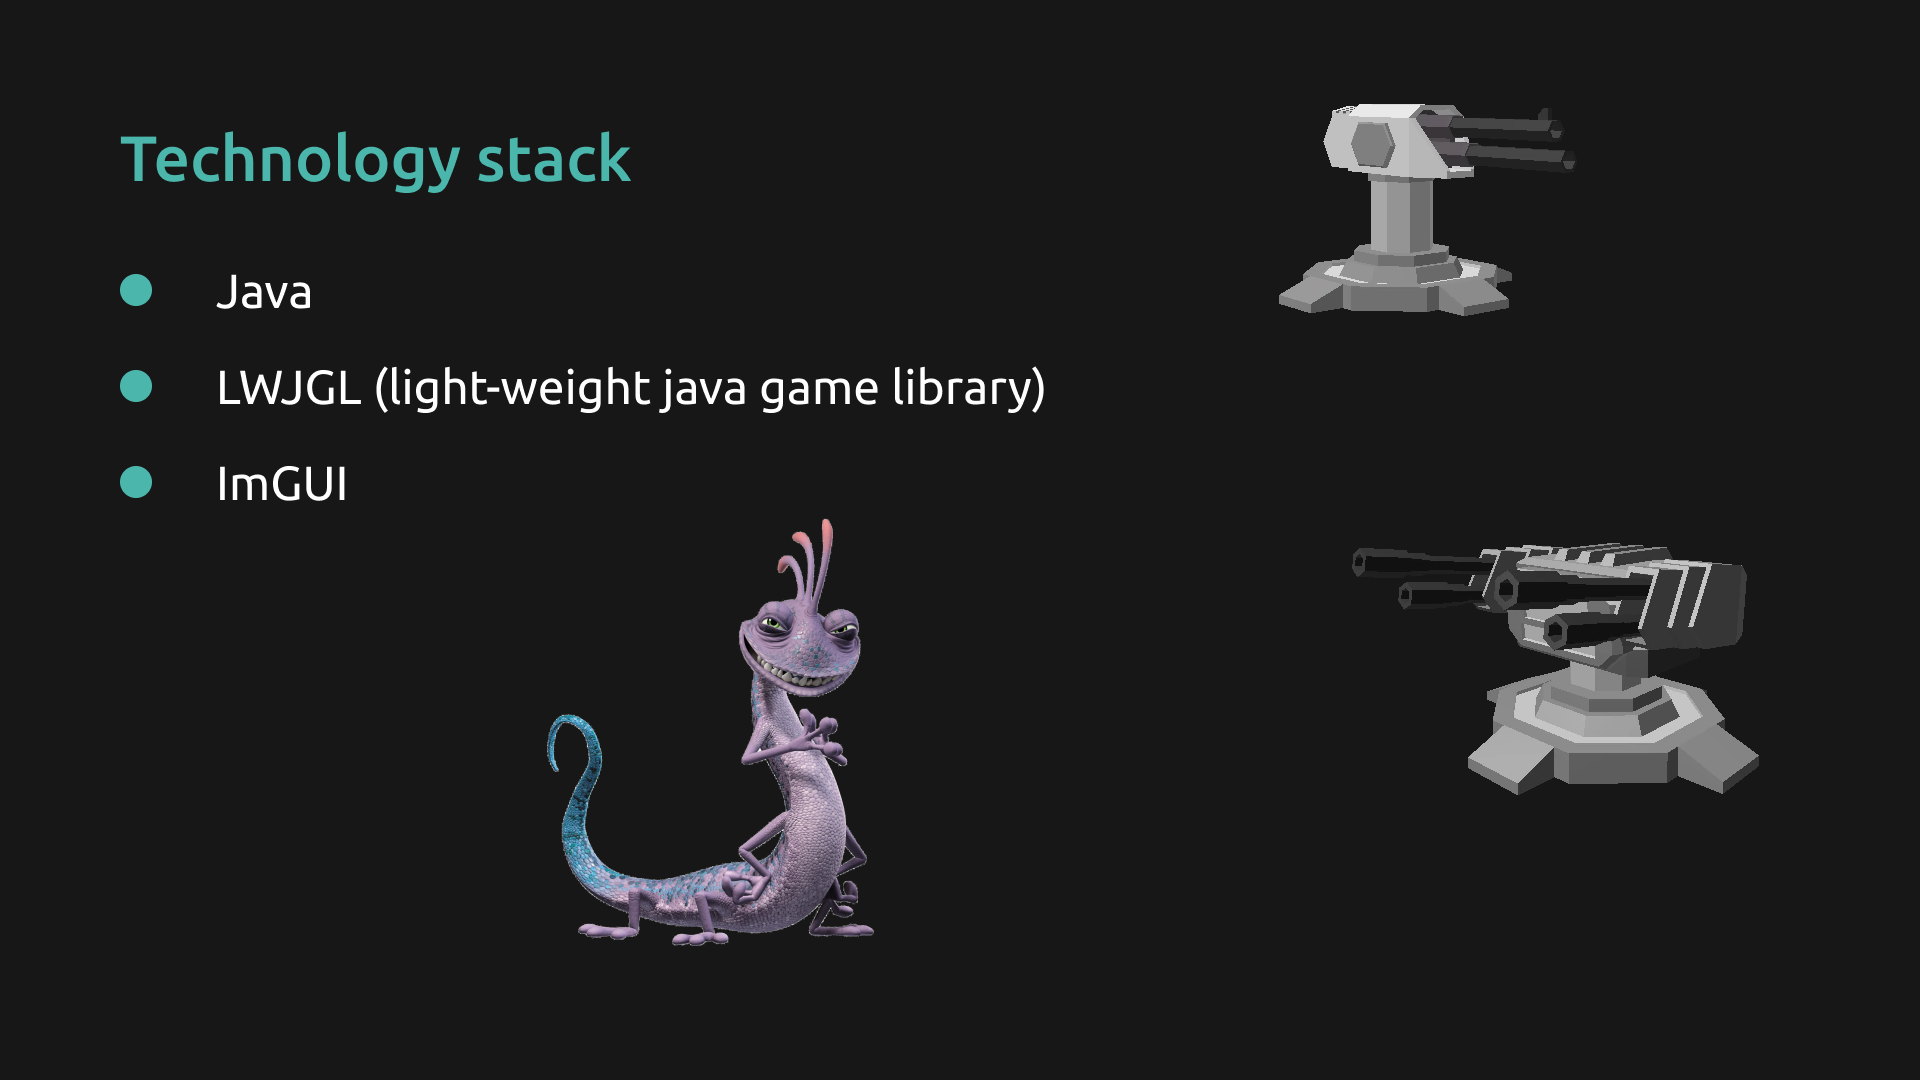 Technology stack
Java
LWJGL (light-weight java game library)
ImGUI